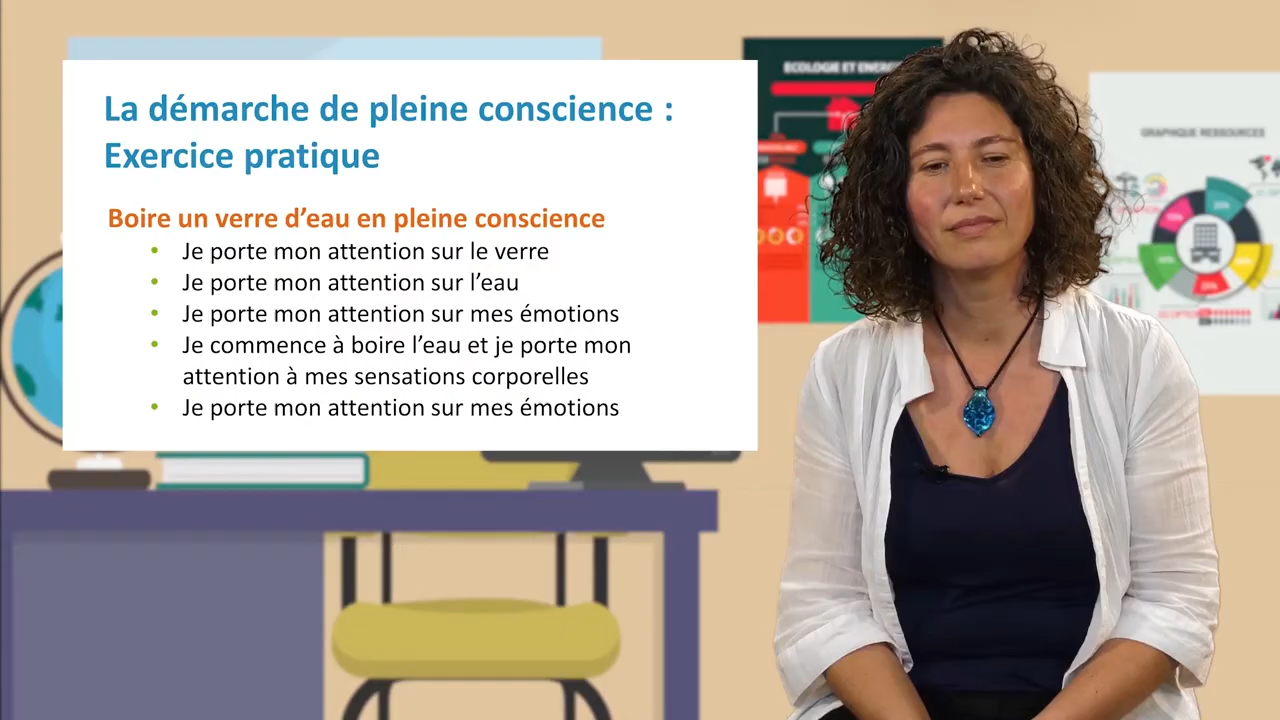 La démarche de pleine conscience :
Exercice pratique
Boire un verre d’eau en pleine conscience
• Je porte mon attention sur le verre
• Je porte mon attention sur l’eau
• Je porte mon attention sur mes émotions
• Je commence à boire l’eau et je porte mon
attention à mes sensations corporelles
• Je porte mon attention sur mes émotions
ECOLOGIE ET
GRAPHIQUE RESSOURCES